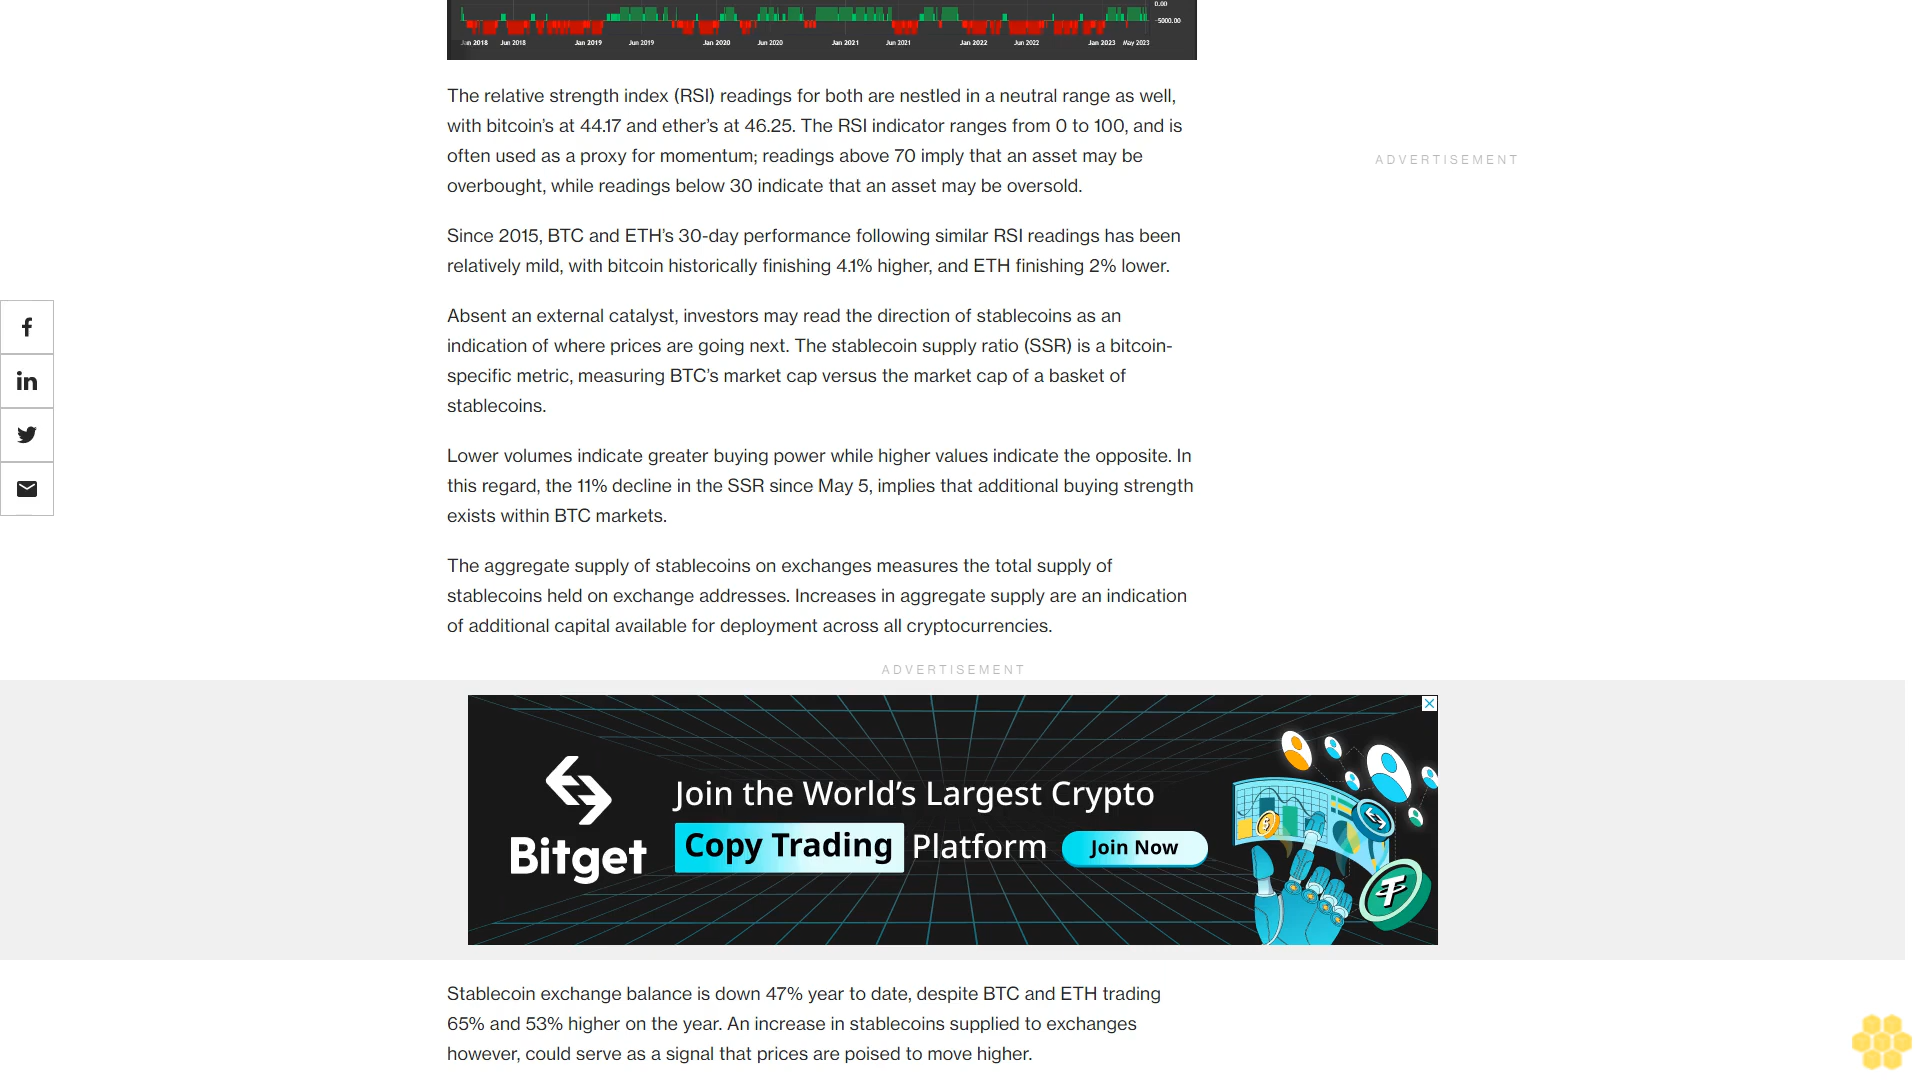 0.00
-5000.00
Jan 2018 Jun 2018 Jan 2019 Jun 2019 Jan 2020 Jun 2020 Jan 2021 Jun 2021 Jan 2022 Jun 2022 Jan 2023 May 2023
The relative strength index (RSI) readings for both are nestled in a neutral range as well,
with bitcoin's at 44.17 and ether's at 46.25. The RSI indicator ranges from 0 to 100, and is
often used as a proxy for momentum; readings above 70 imply that an asset may be
overbought, while readings below 30 indicate that an asset may be oversold.
ADVERTISEMENT
Since 2015, BTC and ETH's 30-day performance following similar RSI readings has been
relatively mild, with bitcoin historically finishing 4.1% higher, and ETH finishing 2% lower.
Absent an external catalyst, investors may read the direction of stablecoins as an
indication of where prices are going next. The stablecoin supply ratio (SSR) is a bitcoin-
specific metric, measuring BTC's market cap versus the market cap of a basket of
stablecoins.
Lower volumes indicate greater buying power while higher values indicate the opposite. In
this regard, the 11% decline in the SSR since May 5, implies that additional buying strength
exists within BTC markets.
The aggregate supply of stablecoins on exchanges measures the total supply of
stablecoins held on exchange addresses. Increases in aggregate supply are an indication
of additional capital available for deployment across all cryptocurrencies.
ADVERTISEMENT
Bitget
Join the World's Largest Crypto
Copy Trading Platform Join Now
Stablecoin exchange balance is down 47% year to date, despite BTC and ETH trading
65% and 53% higher on the year. An increase in stablecoins supplied to exchanges
however, could serve as a signal that prices are poised to move higher.